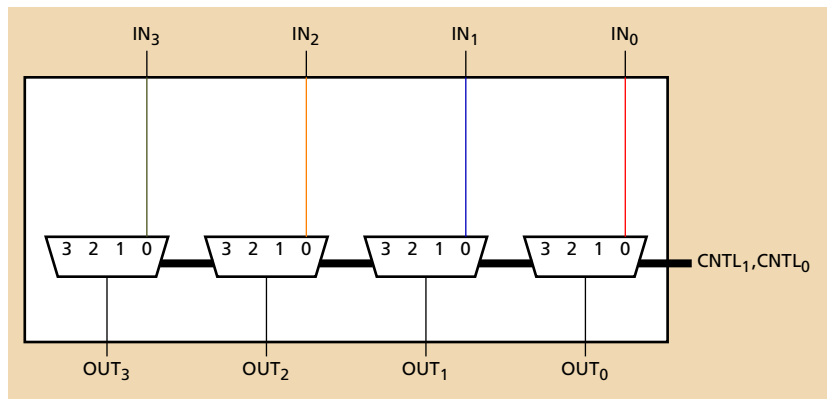 IN3 IN2 IN1 IN0
3 2 1 0 3 2 1 0 3 2 1 0 3 2 1 0 CNTL1,CNTL0
OUT3 OUT2 OUT1 OUT0